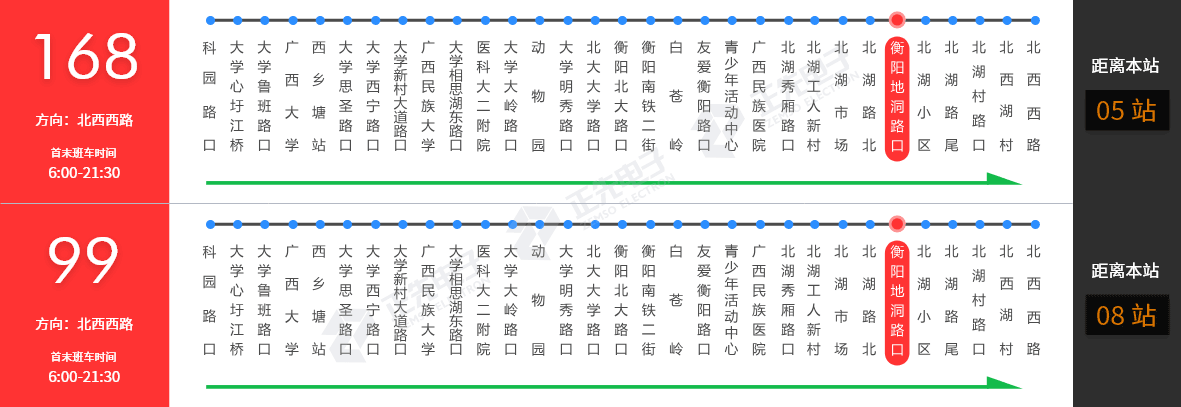 168
方向：北西西路
首末班车时间
6:00-21:30
科园路口
大学心圩江桥
大学鲁班路口
广西大学
西乡塘站
大学思圣路口
大学西宁路口
大学新村大道路口
广西民族大学
大学相思湖东路口
医科大二附院
大学大岭路口
动物园
大学明秀路口
北大大学路口
衡阳北大路口
衡阳南铁二街
白苍岭
友爱衡阳路口
青少年活动中心
广西民族医院
北湖秀厢路口
北湖工人新村
北湖市场
北湖路北
衡阳地洞路口
北湖小区
北湖路尾
北湖村路口
北西湖村
北西西路
距离本站
05 站
99
方向：北西西路
首末班车时间
6:00-21:30
科园路口
大学心圩江桥
大学鲁班路口
广西大学
西乡塘站
大学思圣路口
大学西宁路口
大学新村大道路口
广西民族大学
大学相思湖东路口
医科大二附院
大学大岭路口
动物园
大学明秀路口
北大大学路口
衡阳北大路口
衡阳南铁二街
白苍岭
友爱衡阳路口
青少年活动中心
广西民族医院
北湖秀厢路口
北湖工人新村
北湖市场
北湖路北
衡阳地洞路口
北湖小区
北湖路尾
北湖村路口
北西湖村
北西西路
距离本站
08 站